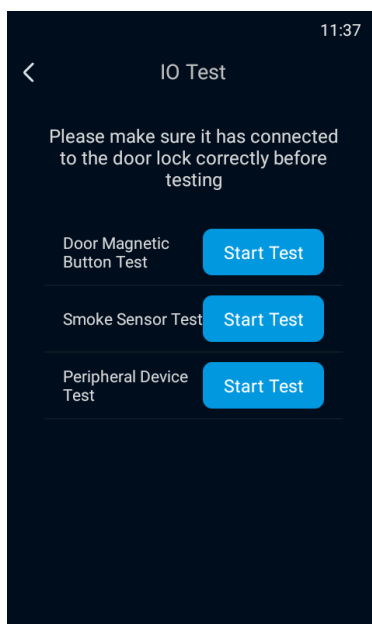 11:37
IO Test
Please make sure it has connected
to the door lock correctly before
testing
Door Magnetic
Button Test
Start Test
Smoke Sensor Test
Start Test
Peripheral Device
Test
Start Test